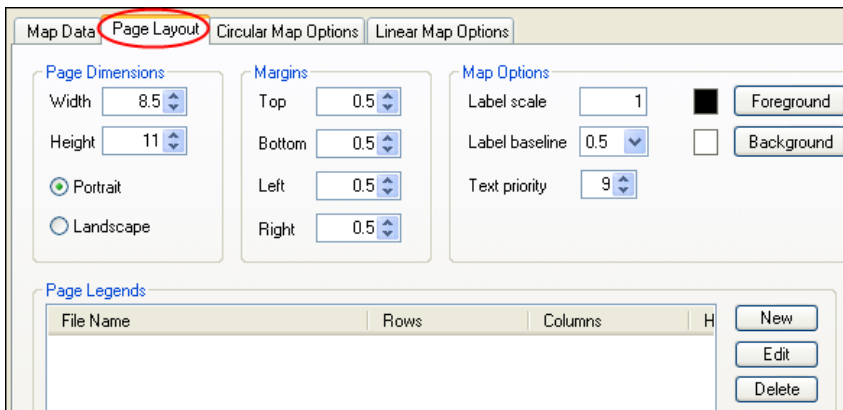 Map Data Page Layout Circular Map Options Linear Map Options
Page Dimensions
Width 8.5
Height 11
Portrait
Landscape
Margins
Top 0.5
Bottom 0.5
Left 0.5
Right 0.5
Map Options
Label scale 1 Foreground
Label baseline 0.5 Background
Text priority 9
Page Legends
File Name Rows Columns H
New
Edit
Delete